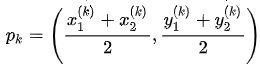 p_k = \left( \frac{x_1^{(k)} + x_2^{(k)}}{2}, \frac{y_1^{(k)} + y_2^{(k)}}{2} \right)